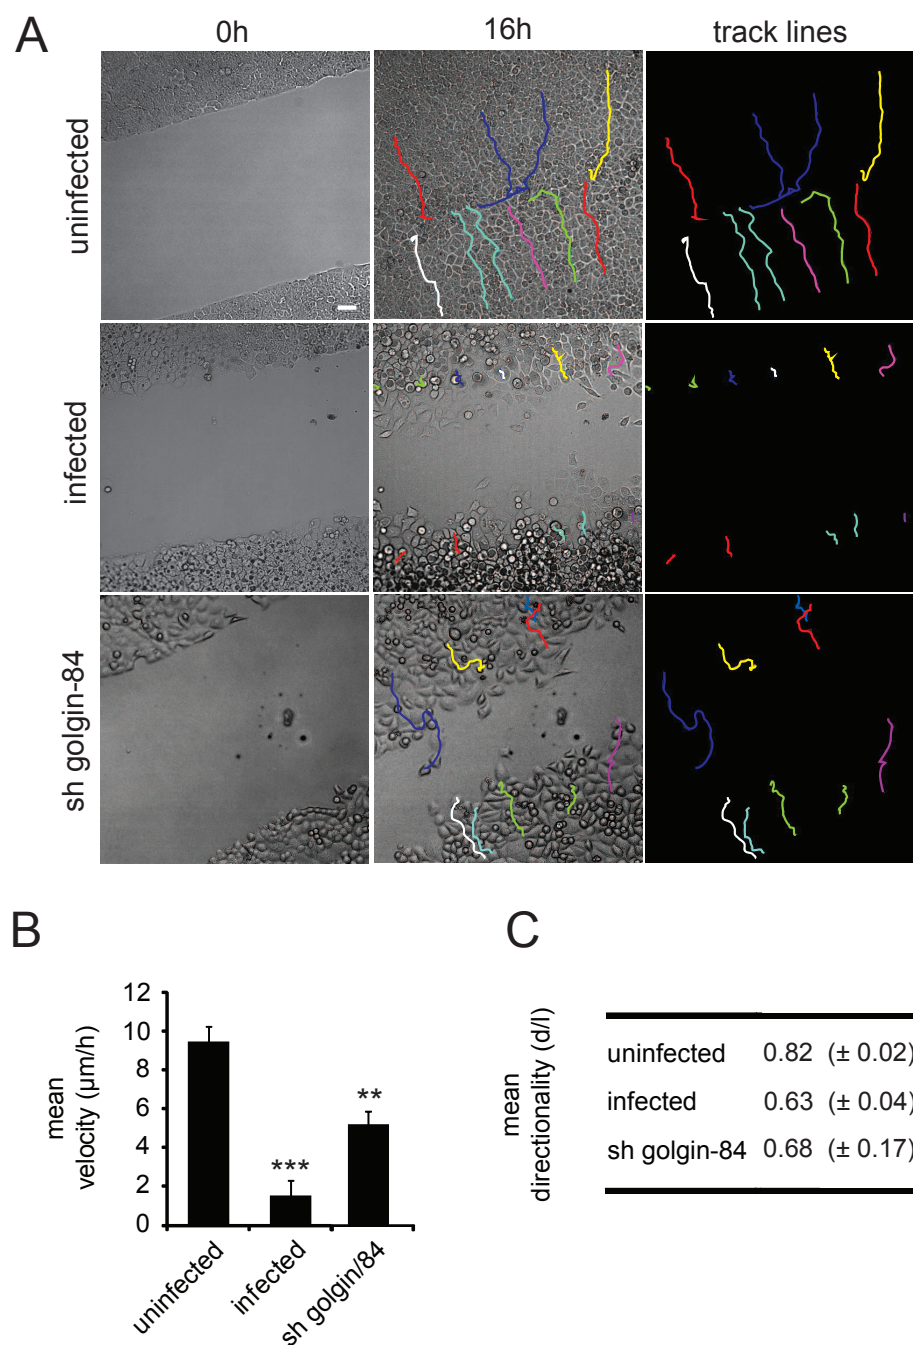 A
0h
16h
track lines
uninfected
infected
sh golgin-84
B
mean
velocity (µm/h)
12
10
8
6
4
2
0
***
**
uninfected
infected
sh golgin/84
C
mean
directionality (d/l)
uninfected 0.82 (± 0.02)
infected 0.63 (± 0.04)
sh golgin-84 0.68 (± 0.17)